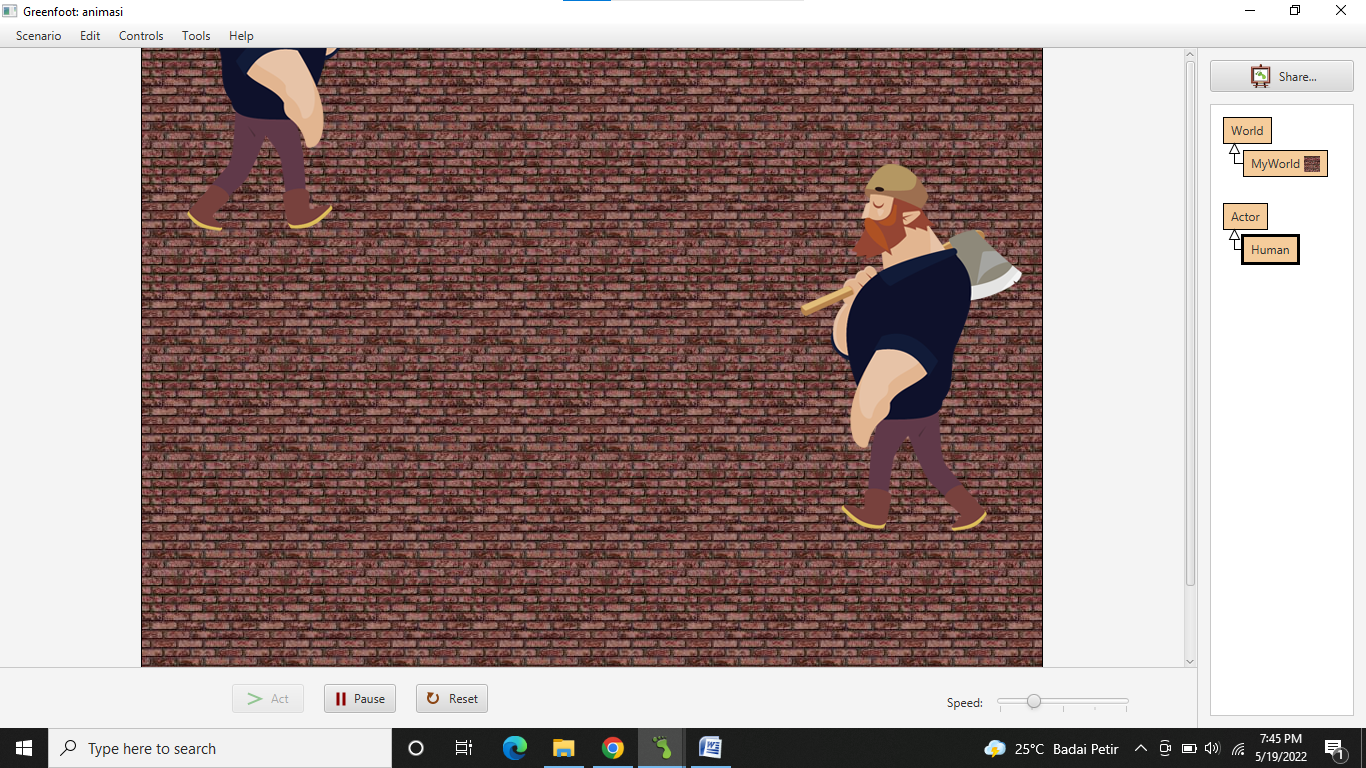 Greenfoot: animasi
Scenario Edit Controls Tools Help
Share...
World
MyWorld
Actor
Human
Act Pause Reset Speed:
Type here to search
W
25°C Badai Petir
7:45 PM
5/19/2022
1